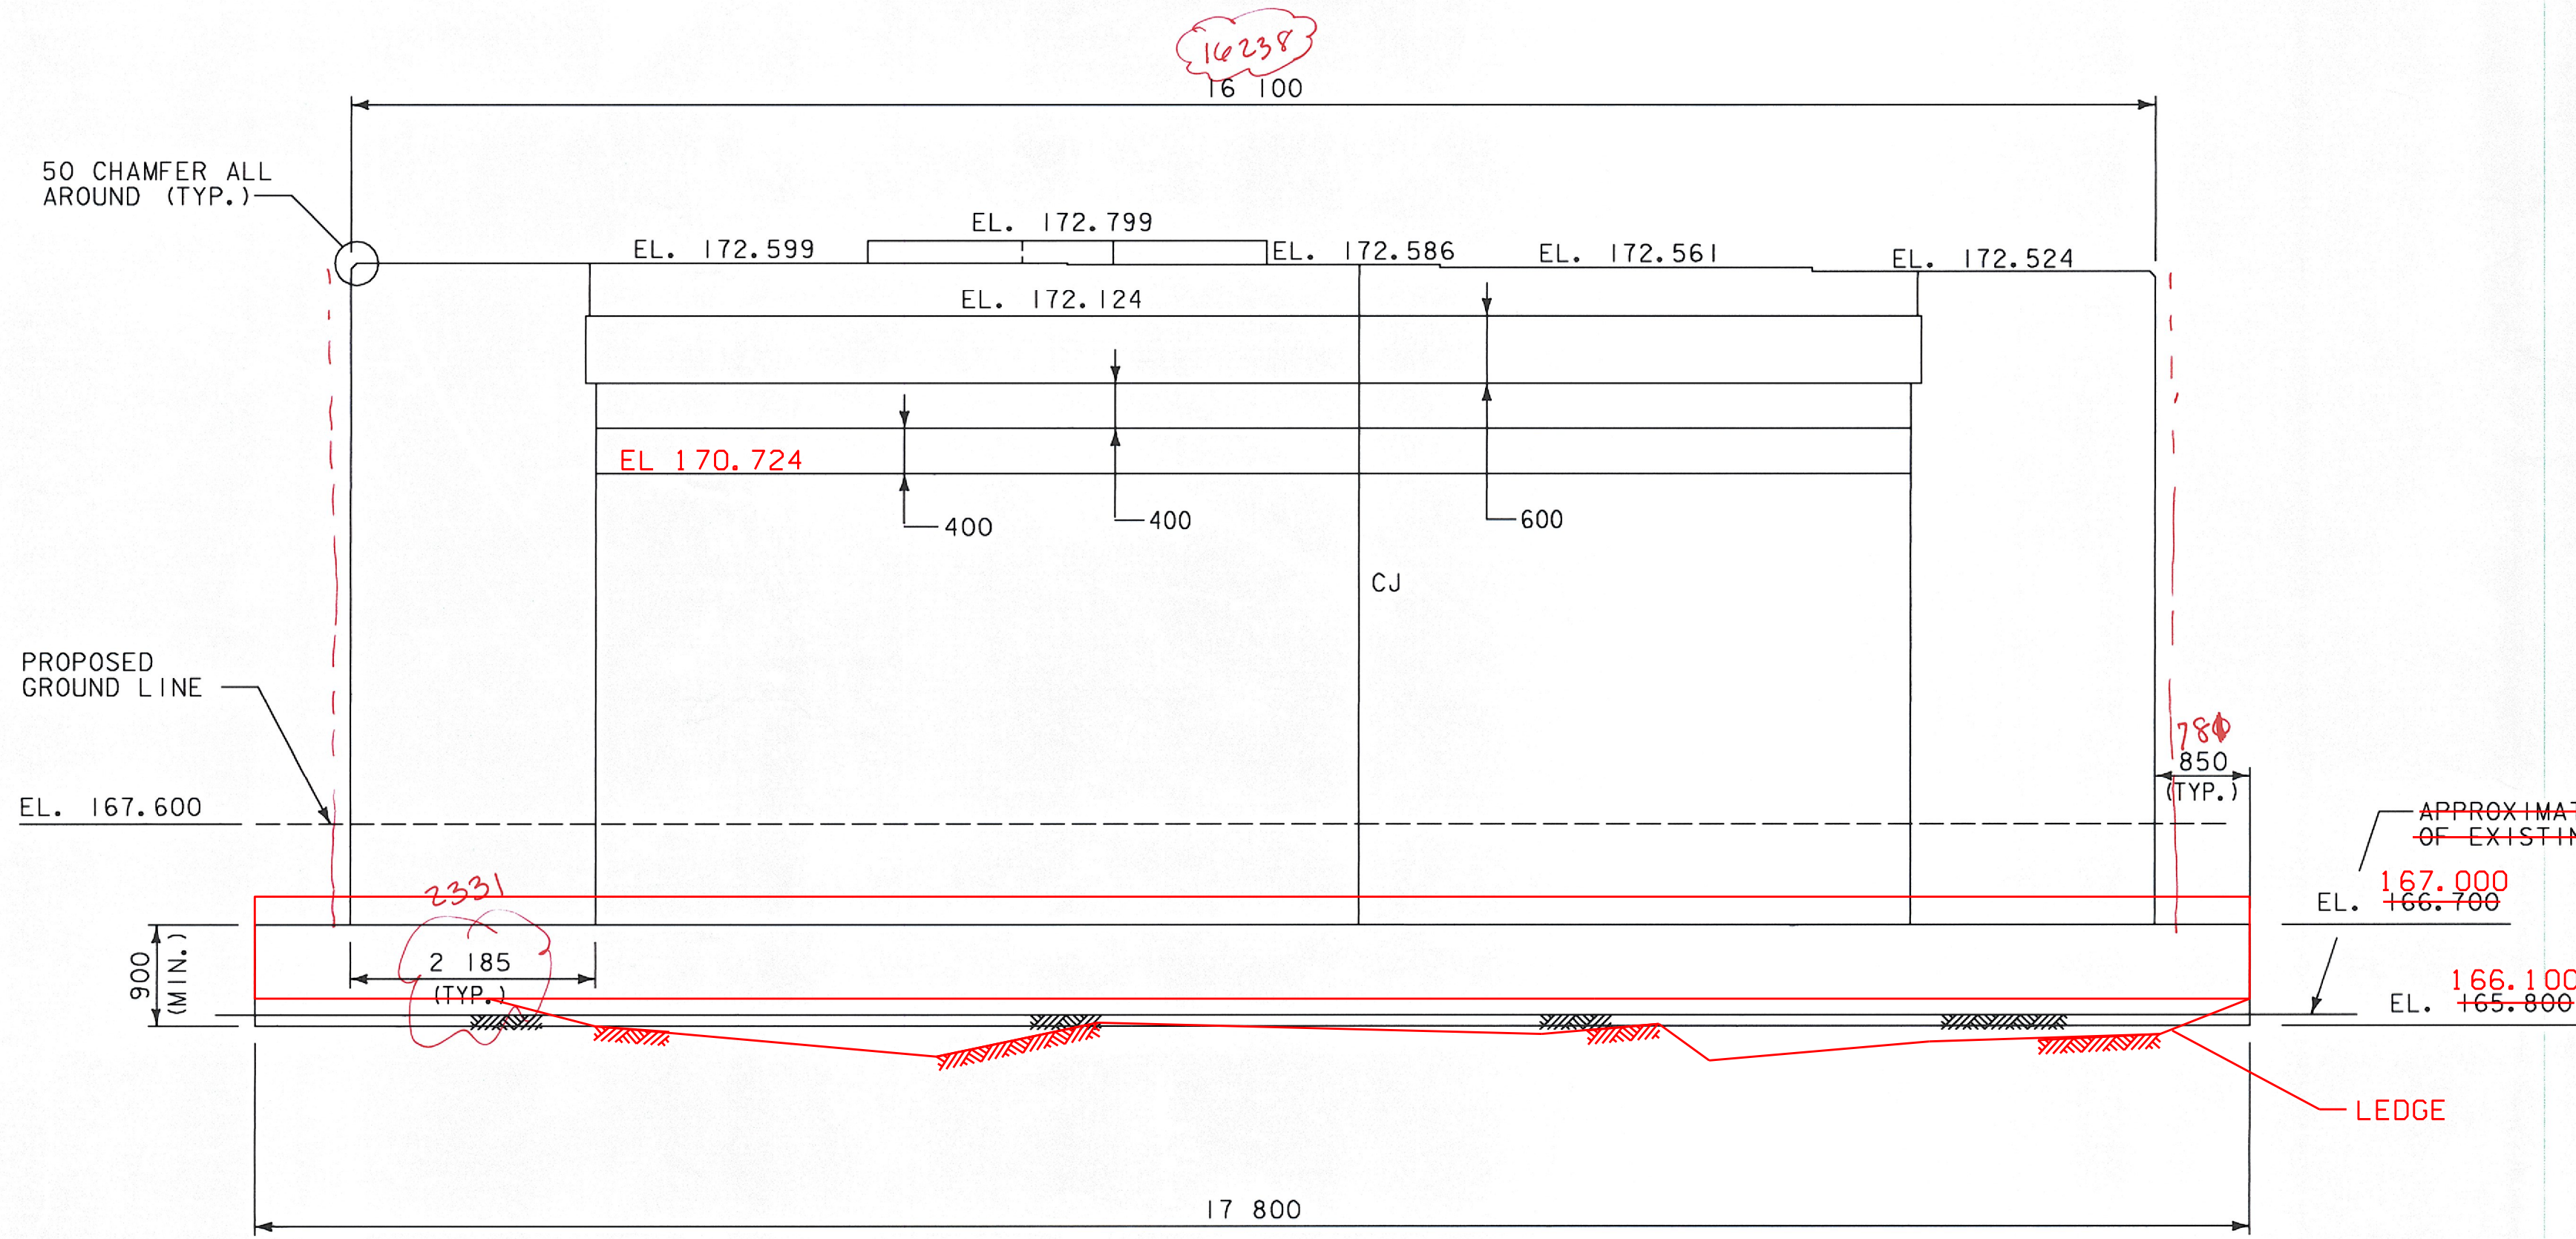 16238
16 100
50 CHAMFER ALL
AROUND (TYP.)
EL. 172.799
EL. 172.599
EL. 172.586
EL. 172.561
EL. 172.524
EL. 172.124
EL 170.724
400
400
600
CJ
PROPOSED
GROUND LINE
EL. 167.600
780
850
(TYP.)
APPROXIMAT
OF EXISTIN
167.000
EL. 166.700
2331
900
(MIN.)
2 185
(TYP.)
166.100
EL. 165.800
LEDGE
17 800